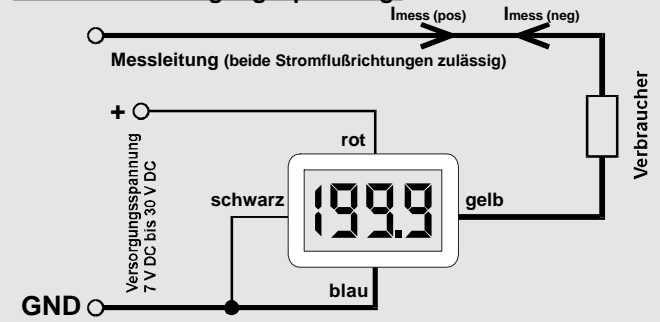 Imess (pos) Imess (neg)
Messleitung (beide Stromflußrichtungen zulässig)
+
rot
Verbraucher
Versorgungsspannung
7 V DC bis 30 V DC
schwarz
199.9
gelb
blau
GND